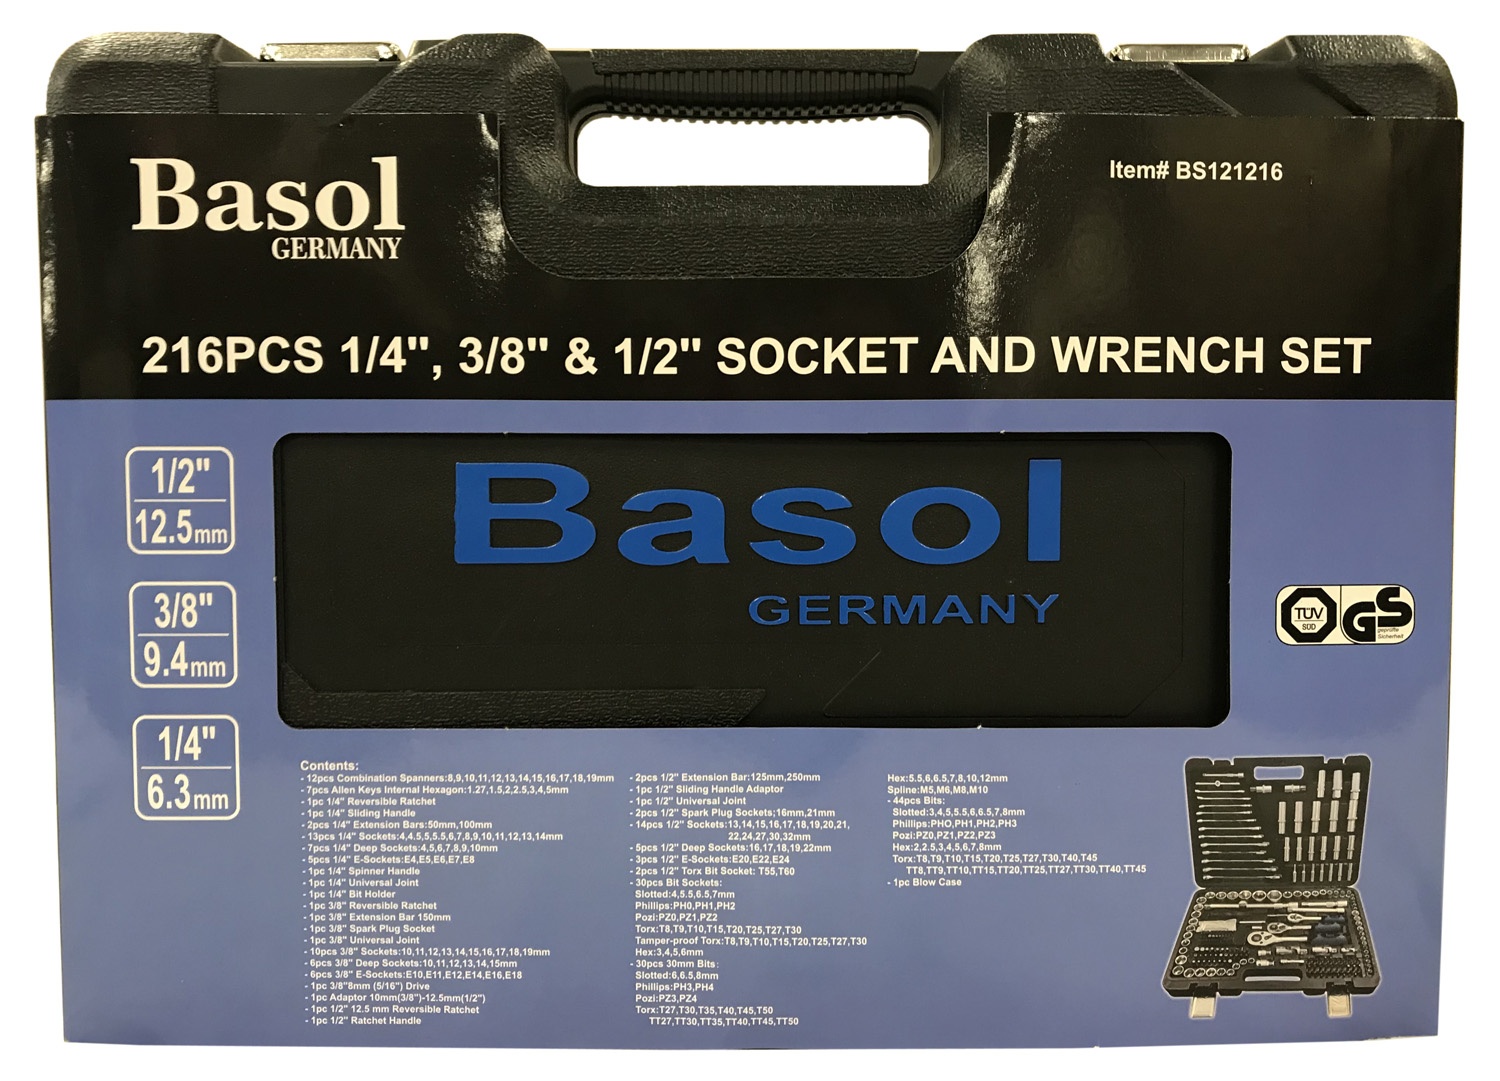 Basol
GERMANY
Item# BS121216
216PCS 1/4", 3/8" & 1/2" SOCKET AND WRENCH SET
1/2"
12.5mm
3/8"
9.4mm
1/4"
6.3mm
Basol
GERMANY
TÜV
SÜD
GS
geprüfte
Sicherheit
Contents:
- 12pcs Combination Spanners:8,9,10,11,12,13,14,15,16,17,18,19mm
- 7pcs Allen Keys Internal Hexagon:1.27,1.5,2,2.5,3,4,5mm
- 1pc 1/4" Reversible Ratchet
- 1pc 1/4" Sliding Handle
- 2pcs 1/4" Extension Bars:50mm,100mm
- 13pcs 1/4" Sockets:4,4.5,5,5.5,6,7,8,9,10,11,12,13,14mm
- 7pcs 1/4" Deep Sockets:4,5,6,7,8,9,10mm
- 5pcs 1/4" E-Sockets:E4,E5,E6,E7,E8
- 1pc 1/4" Spinner Handle
- 1pc 1/4" Universal Joint
- 1pc 1/4" Bit Holder
- 1pc 3/8" Reversible Ratchet
- 1pc 3/8" Extension Bar 150mm
- 1pc 3/8" Spark Plug Socket
- 1pc 3/8" Universal Joint
- 10pcs 3/8" Sockets:10,11,12,13,14,15,16,17,18,19mm
- 6pcs 3/8" Deep Sockets:10,11,12,13,14,15mm
- 6pcs 3/8" E-Sockets:E10,E11,E12,E14,E16,E18
- 1pc 3/8"8mm (5/16") Drive
- 1pc Adaptor 10mm(3/8")-12.5mm(1/2")
- 1pc 1/2" 12.5 mm Reversible Ratchet
- 1pc 1/2" Ratchet Handle
- 2pcs 1/2" Extension Bar:125mm,250mm
- 1pc 1/2" Sliding Handle Adaptor
- 1pc 1/2" Universal Joint
- 2pcs 1/2" Spark Plug Sockets:16mm,21mm
- 14pcs 1/2" Sockets:13,14,15,16,17,18,19,20,21,
22,24,27,30,32mm
- 5pcs 1/2" Deep Sockets:16,17,18,19,22mm
- 3pcs 1/2" E-Sockets:E20,E22,E24
- 2pcs 1/2" Torx Bit Socket: T55,T60
- 30pcs Bit Sockets:
Slotted:4,5.5,6.5,7mm
Phillips:PH0,PH1,PH2
Pozi:PZ0,PZ1,PZ2
Torx:T8,T9,T10,T15,T20,T25,T27,T30
Tamper-proof Torx:T8,T9,T10,T15,T20,T25,T27,T30
Hex:3,4,5,6mm
- 30pcs 30mm Bits:
Slotted:6,6.5,8mm
Phillips:PH3,PH4
Pozi:PZ3,PZ4
Torx:T27,T30,T35,T40,T45,T50
TT27,TT30,TT35,TT40,TT45,TT50
Hex:5.5,6,6.5,7,8,10,12mm
Spline:M5,M6,M8,M10
- 44pcs Bits:
Slotted:3,4,5,5.5,6,6.5,7,8mm
Phillips:PHO,PH1,PH2,PH3
Pozi:PZ0,PZ1,PZ2,PZ3
Hex:2,2.5,3,4,5,6,7,8mm
Torx:T8,T9,T10,T15,T20,T25,T27,T30,T40,T45
TT8,TT9,TT10,TT15,TT20,TT25,TT27,TT30,TT40,TT45
- 1pc Blow Case